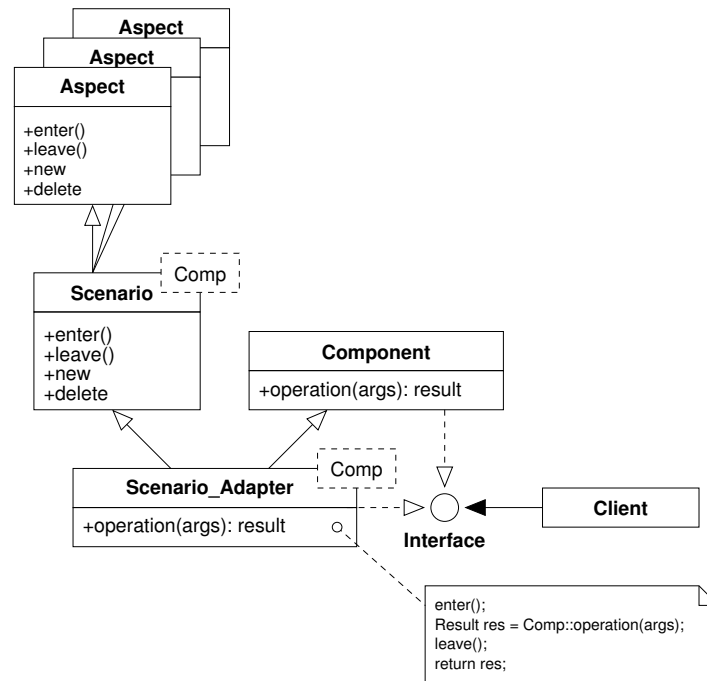 Aspect
Aspect
Aspect
+enter()
+leave()
+new
+delete
Comp
Scenario
+enter()
+leave()
+new
+delete
Component
+operation(args): result
Comp
Scenario_Adapter
+operation(args): result
Interface
Client
enter();
Result res = Comp::operation(args);
leave();
return res;